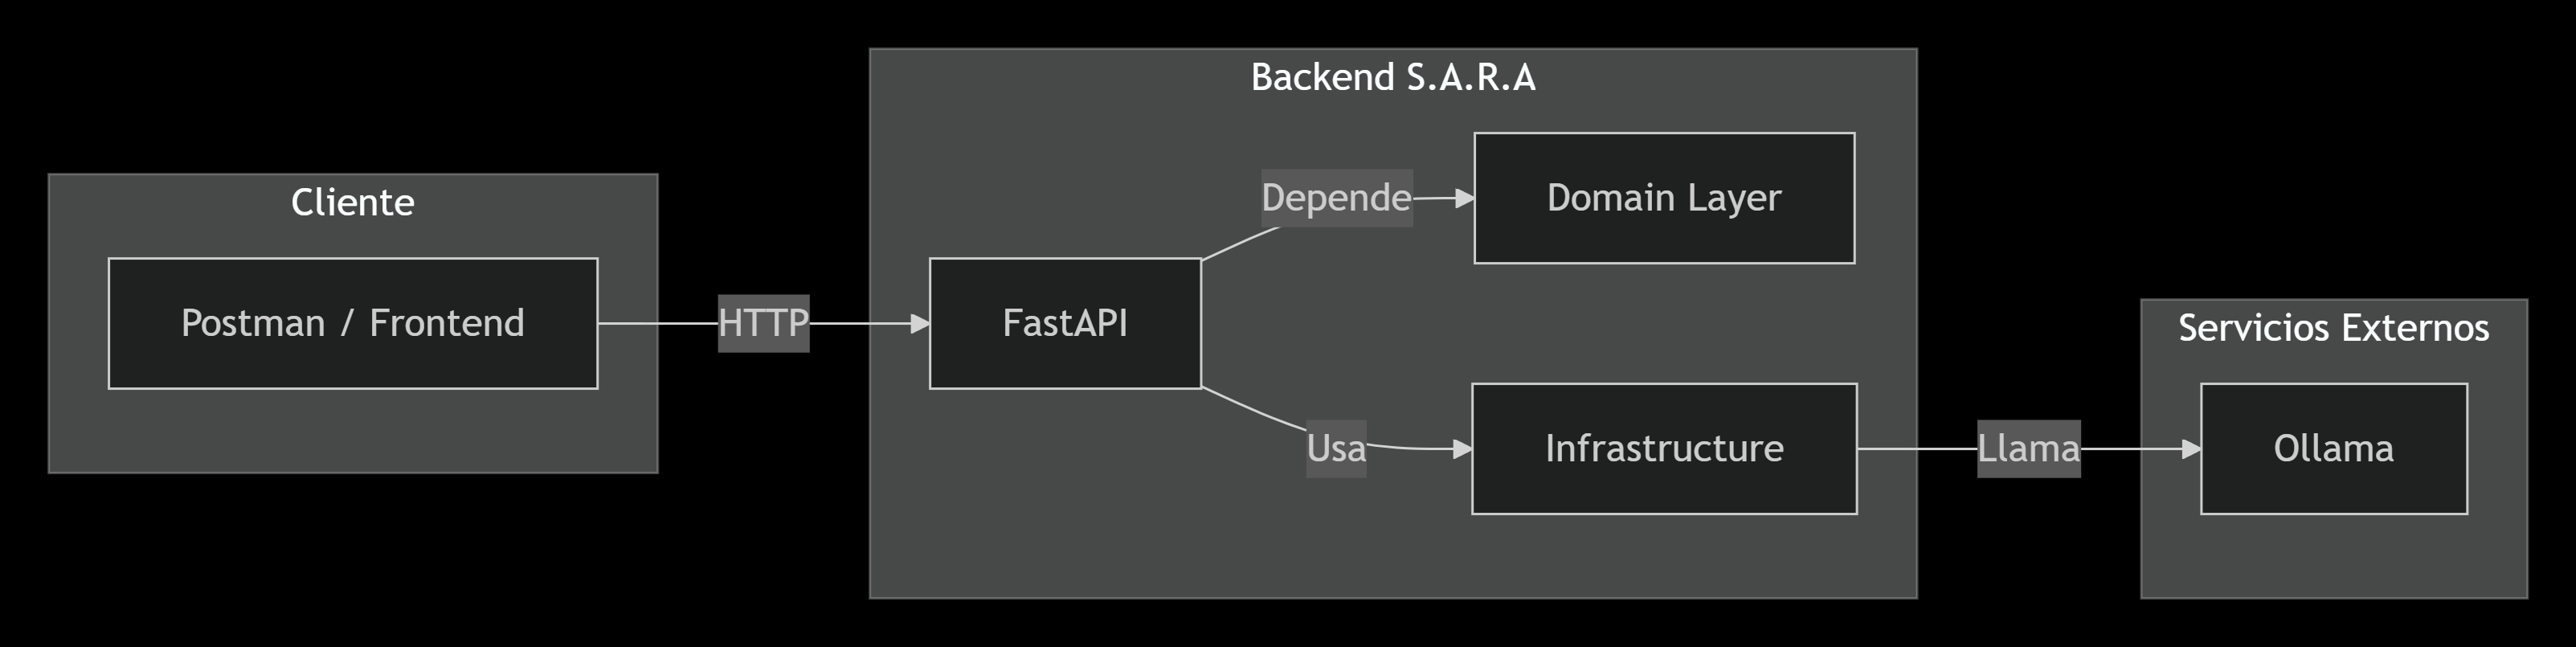 Cliente
Postman / Frontend
HTTP
Backend S.A.R.A
FastAPI
Depende
Domain Layer
Usa
Infrastructure
Llama
Servicios Externos
Ollama